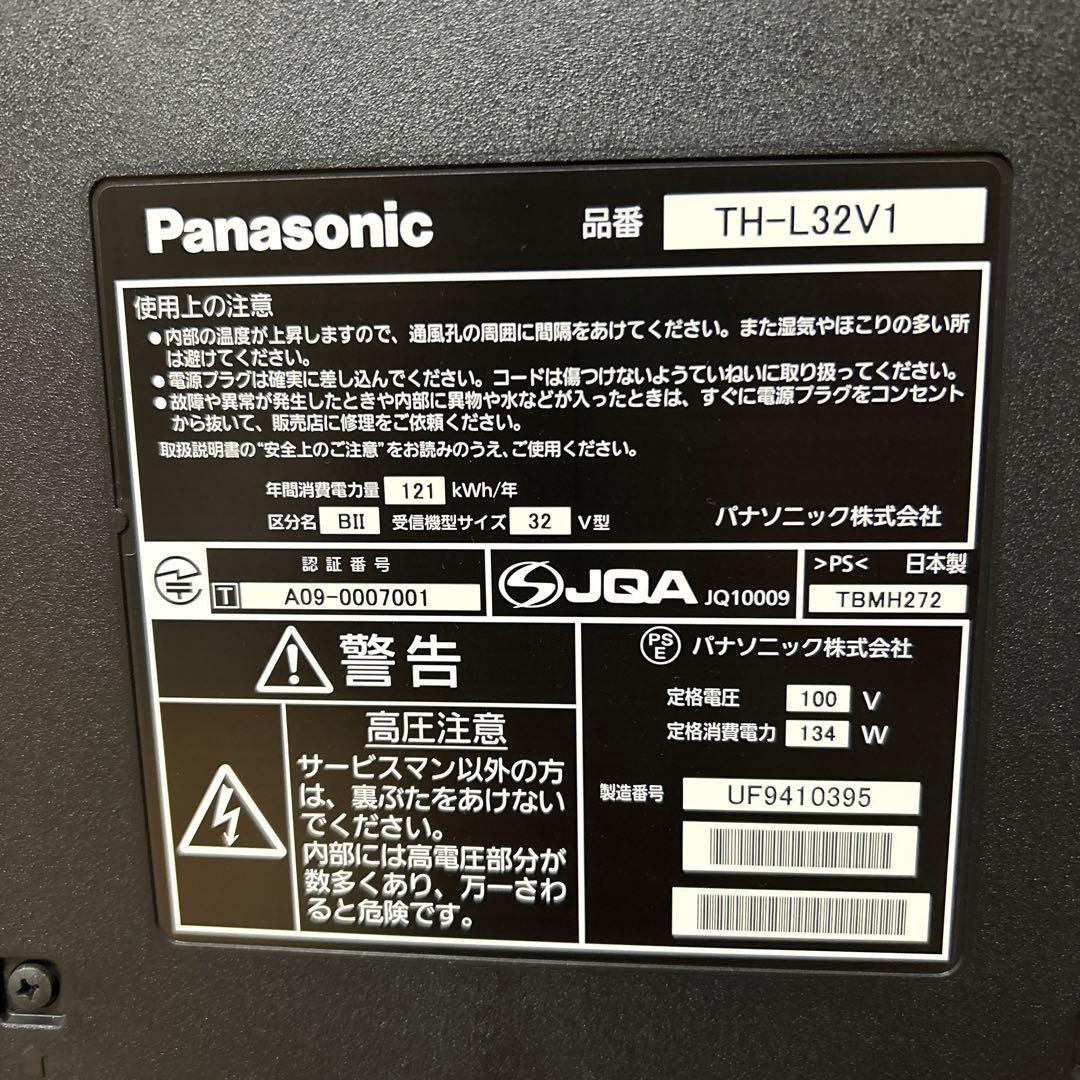 Panasonic 品番 TH-L32V1
使用上の注意
●内部の温度が上昇しますので、通風孔の周囲に間隔をあけてください。また湿気やほこりの多い所
は避けてください。
●電源プラグは確実に差し込んでください。コードは傷つけないようていねいに取り扱ってください。
●故障や異常が発生したときや内部に異物や水などが入ったときは、すぐに電源プラグをコンセント
から抜いて、販売店に修理をご依頼ください。
取扱説明書の“安全上のご注意”をお読みのうえ、ご使用ください。
年間消費電力量 121 kWh/年
区分名 BII 受信機型サイズ 32 V型 パナソニック株式会社
認証番号
T A09-0007001
JQA JQ10009
>PS< 日本製
TBMH272
警告
高圧注意
サービスマン以外の方
は、裏ぶたをあけない
でください。
内部には高電圧部分が
数多くあり、万一さわ
ると危険です。
PSE パナソニック株式会社
定格電圧 100 V
定格消費電力 134 W
製造番号 UF9410395